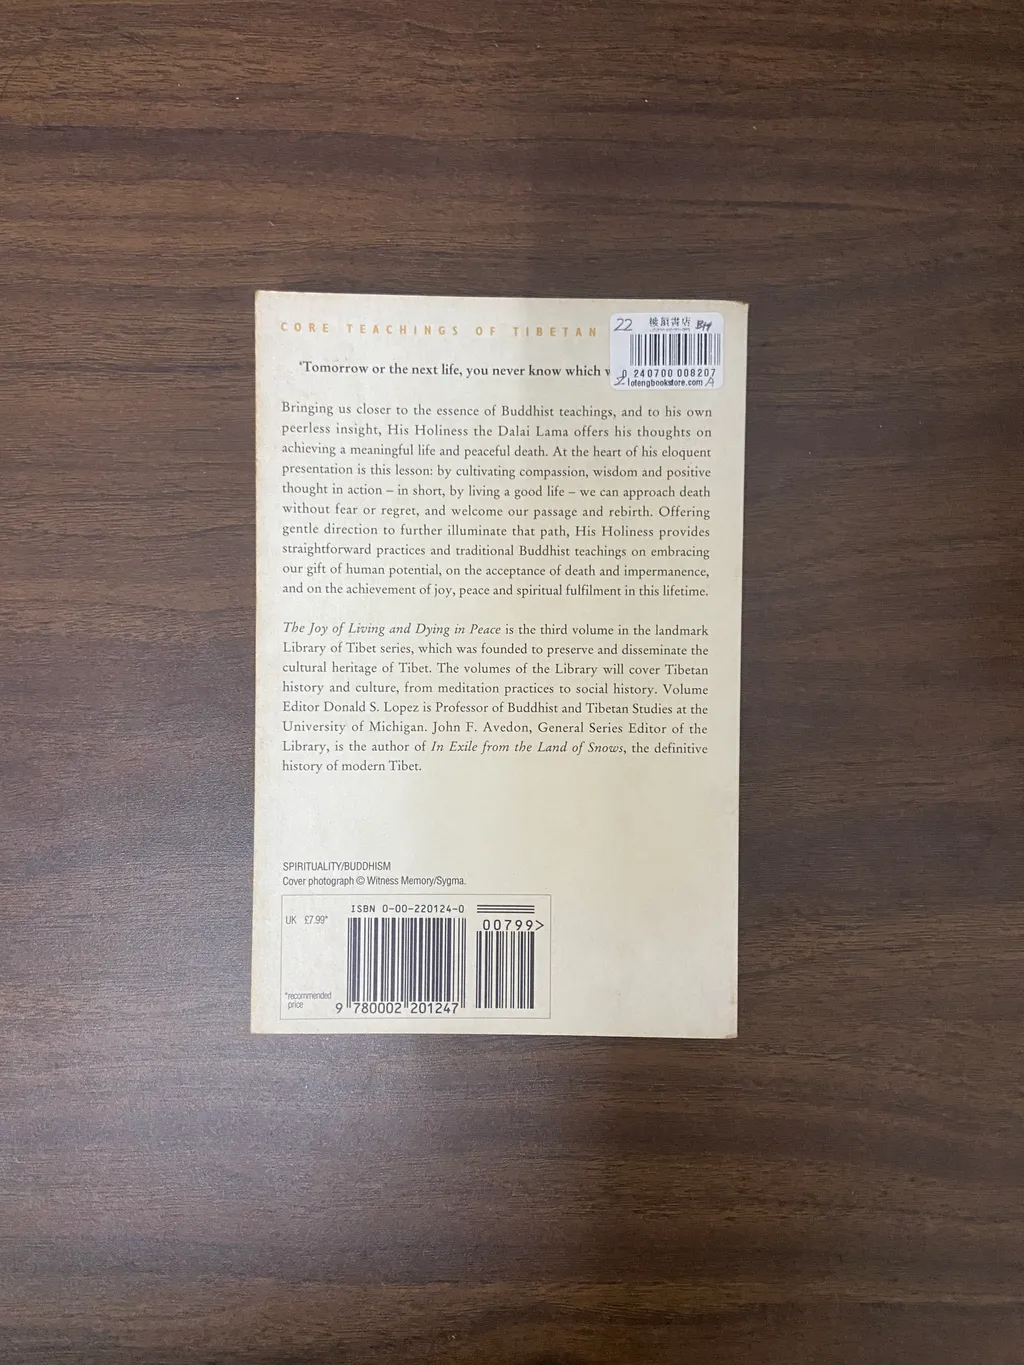 CORE TEACHINGS OF TIBETAN
22 樓頂書店
0 240700 008207
lotengbookstore.com
'Tomorrow or the next life, you never know which
Bringing us closer to the essence of Buddhist teachings, and to his own
peerless insight, His Holiness the Dalai Lama offers his thoughts on
achieving a meaningful life and peaceful death. At the heart of his eloquent
presentation is this lesson: by cultivating compassion, wisdom and positive
thought in action – in short, by living a good life – we can approach death
without fear or regret, and welcome our passage and rebirth. Offering
gentle direction to further illuminate that path, His Holiness provides
straightforward practices and traditional Buddhist teachings on embracing
our gift of human potential, on the acceptance of death and impermanence,
and on the achievement of joy, peace and spiritual fulfilment in this lifetime.
The Joy of Living and Dying in Peace is the third volume in the landmark
Library of Tibet series, which was founded to preserve and disseminate the
cultural heritage of Tibet. The volumes of the Library will cover Tibetan
history and culture, from meditation practices to social history. Volume
Editor Donald S. Lopez is Professor of Buddhist and Tibetan Studies at the
University of Michigan. John F. Avedon, General Series Editor of the
Library, is the author of In Exile from the Land of Snows, the definitive
history of modern Tibet.
SPIRITUALITY/BUDDHISM
Cover photograph © Witness Memory/Sygma.
ISBN 0-00-220124-0
UK £7.99*
00799>
*recommended
price
9 780002 201247